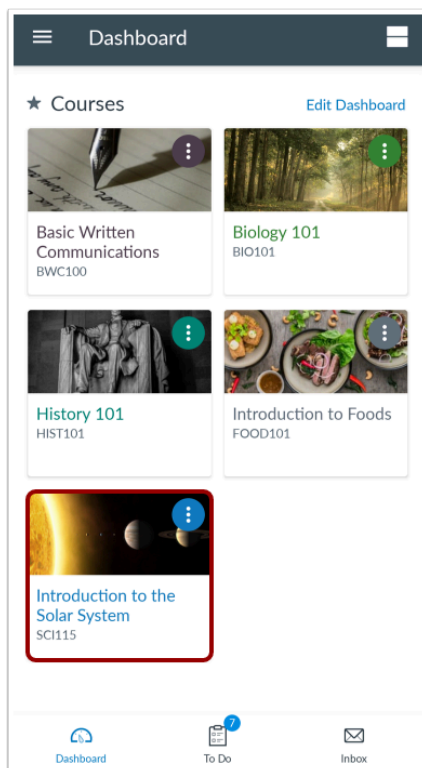 Dashboard
Courses
Edit Dashboard
Basic Written
Communications
BWC100
Biology 101
BIO101
History 101
HIST101
Introduction to Foods
FOOD101
Introduction to the
Solar System
SCI115
7
Dashboard
To Do
Inbox